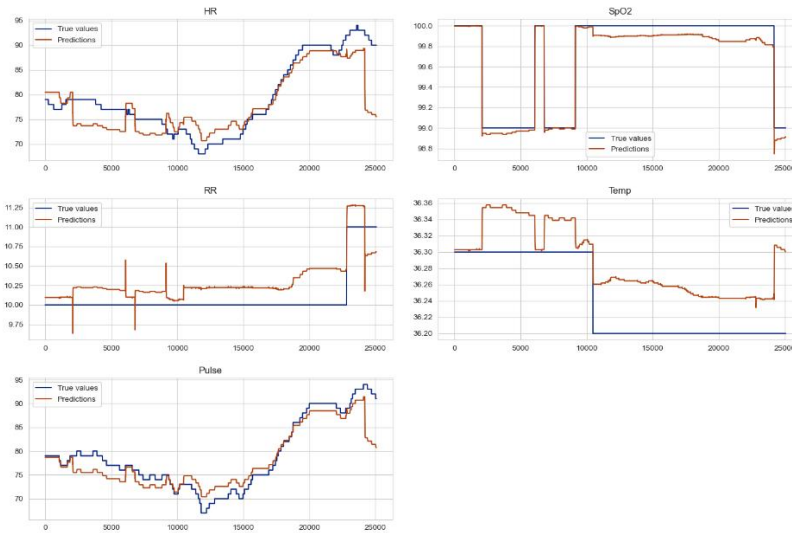 HR
95
90
85
80
75
70
True values
Predictions
0 5000 10000 15000 20000 25000
SpO2
100.0
99.8
99.6
99.4
99.2
99.0
98.8
True values
Predictions
0 5000 10000 15000 20000 25000
RR
11.25
11.00
10.75
10.50
10.25
10.00
9.75
True values
Predictions
0 5000 10000 15000 20000 25000
Temp
36.36
36.34
36.32
36.30
36.28
36.26
36.24
36.22
36.20
True values
Predictions
0 5000 10000 15000 20000 25000
Pulse
95
90
85
80
75
70
True values
Predictions
0 5000 10000 15000 20000 25000